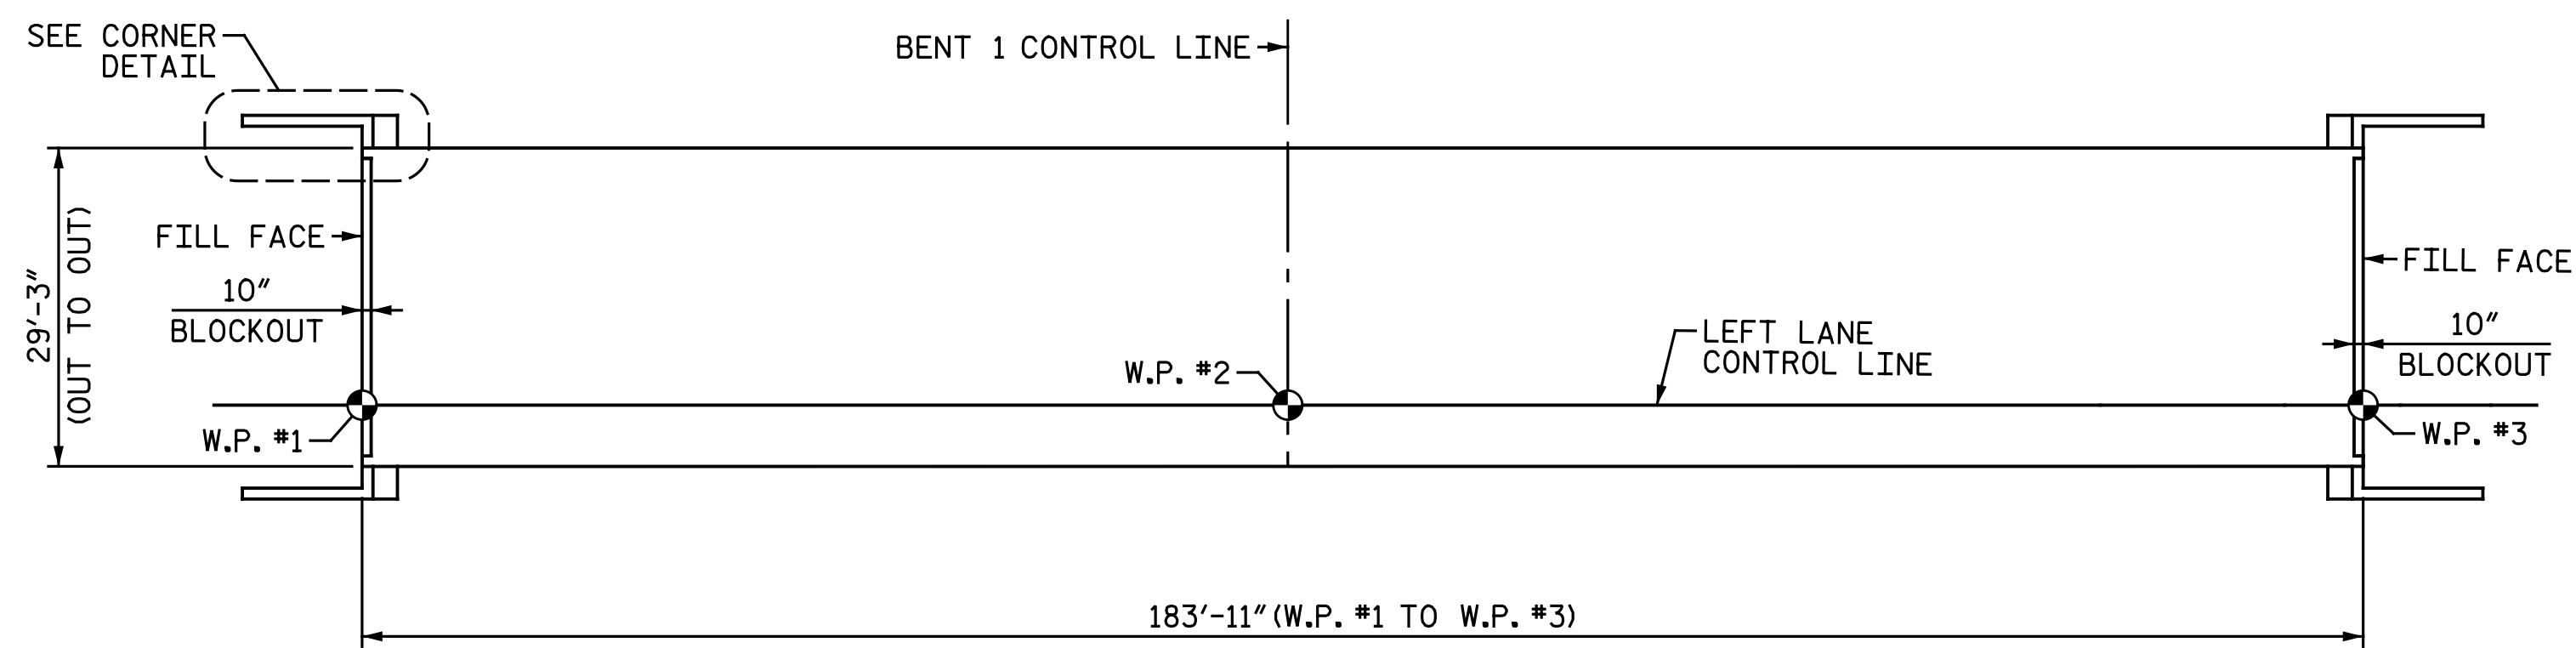 SEE CORNER
DETAIL
BENT 1 CONTROL LINE
29'-3"
(OUT TO OUT)
FILL FACE
10"
BLOCKOUT
FILL FACE
10"
BLOCKOUT
LEFT LANE
CONTROL LINE
W.P. #2
W.P. #1
W.P. #3
183'-11" (W.P. #1 TO W.P. #3)